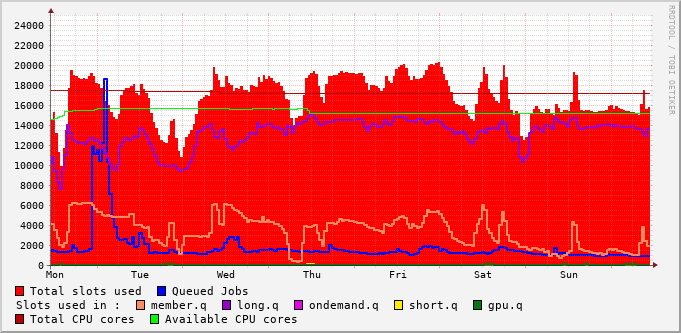 24000
22000
20000
18000
16000
14000
12000
10000
8000
6000
4000
2000
0
Mon Tue Wed Thu Fri Sat Sun
RRDTOOL / TOBI OETIKER
Total slots used Queued Jobs
Slots used in : member.q long.q ondemand.q short.q gpu.q
Total CPU cores Available CPU cores